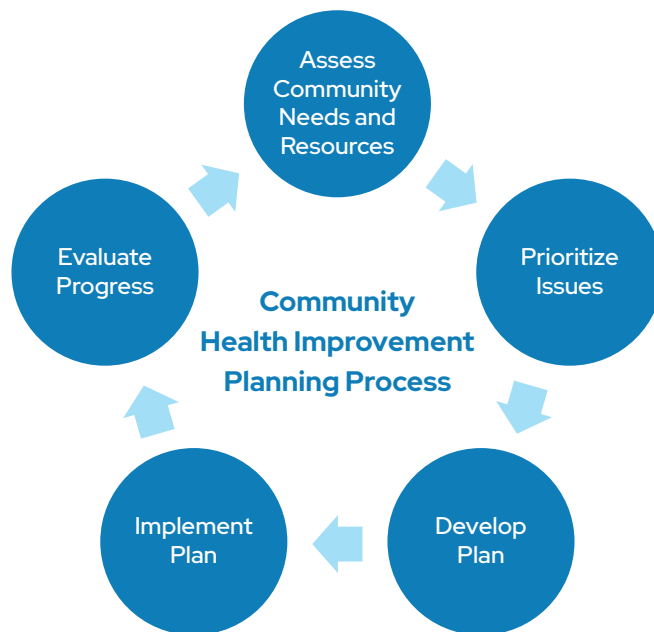 Assess
Community
Needs and
Resources
Prioritize
Issues
Develop
Plan
Implement
Plan
Evaluate
Progress
Community
Health Improvement
Planning Process